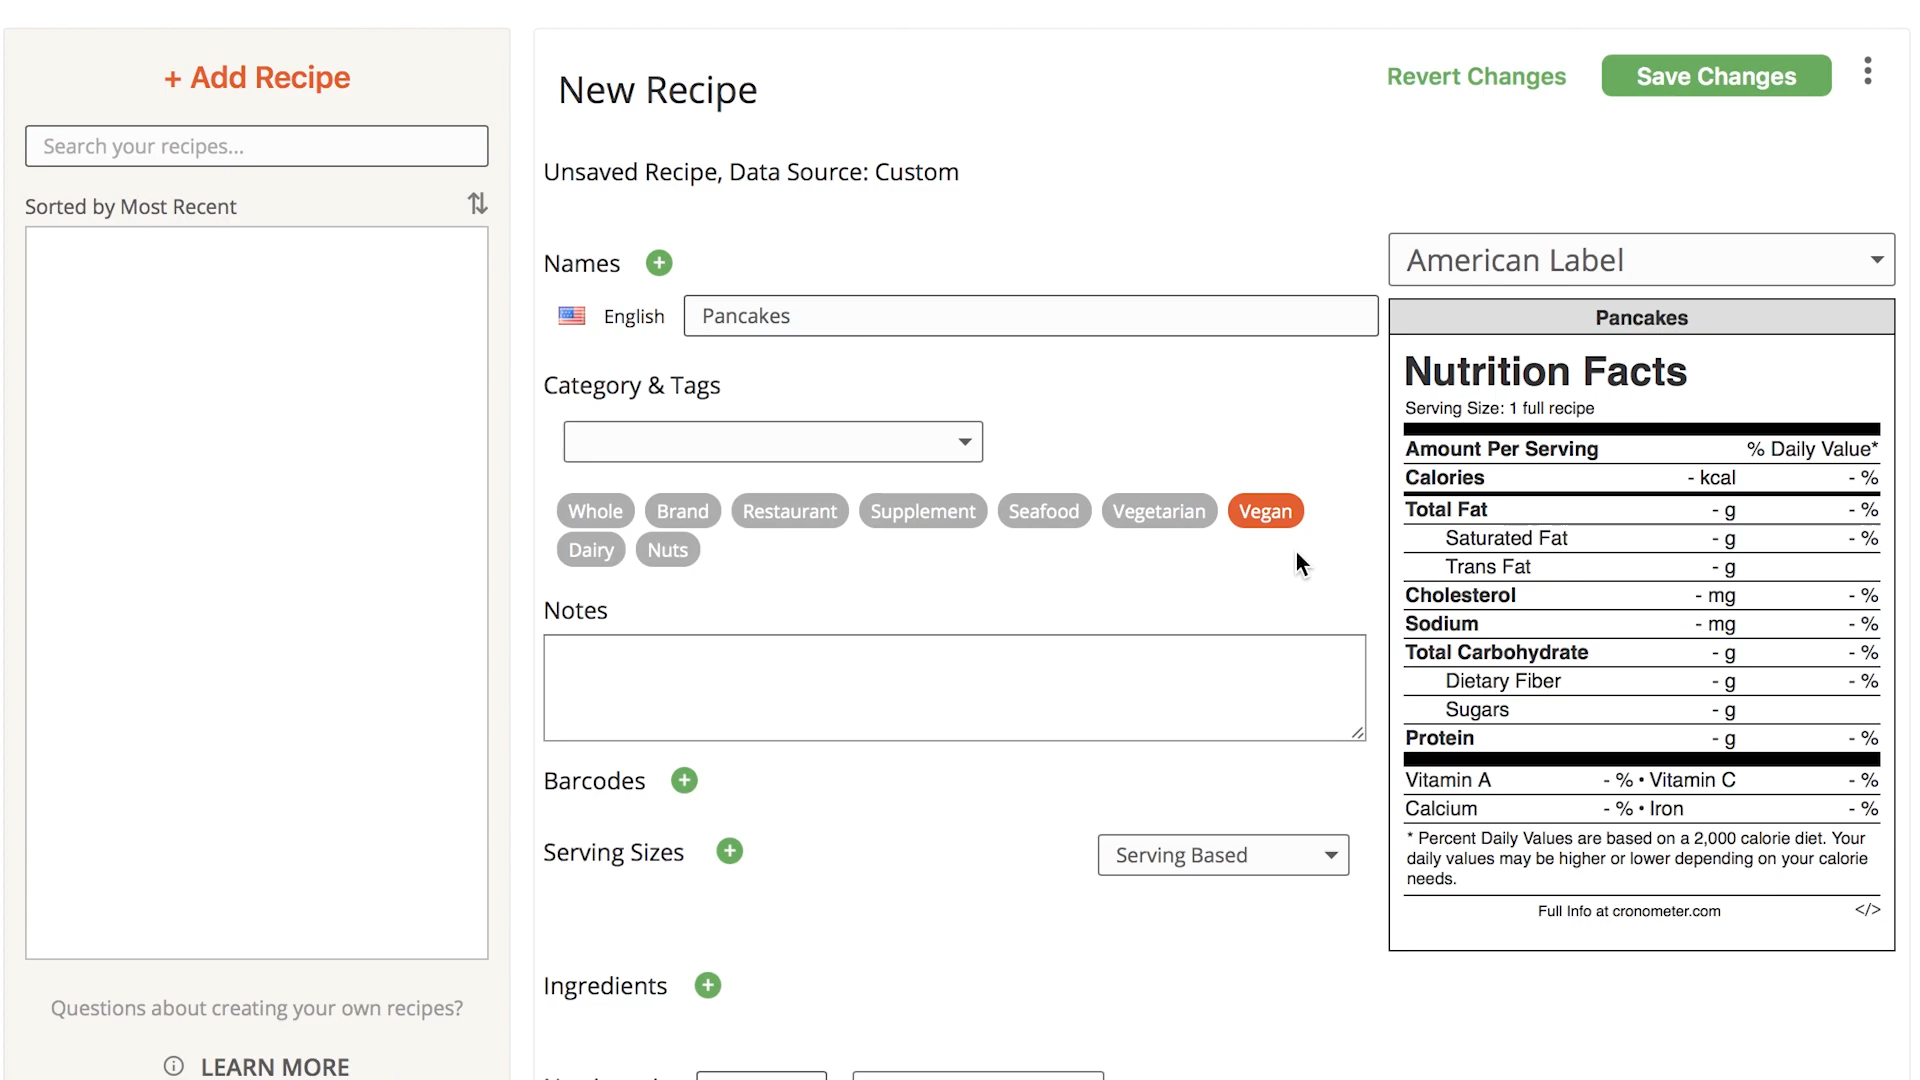 + Add Recipe
Search your recipes...
Sorted by Most Recent
Questions about creating your own recipes?
LEARN MORE
New Recipe
Revert Changes
Save Changes
Unsaved Recipe, Data Source: Custom
Names
English
Pancakes
Category & Tags
Whole Brand Restaurant Supplement Seafood Vegetarian Vegan
Dairy Nuts
Notes
Barcodes
Serving Sizes
Serving Based
Ingredients
American Label
Pancakes
Nutrition Facts
Serving Size: 1 full recipe
Amount Per Serving % Daily Value*
Calories - kcal - %
Total Fat - g - %
Saturated Fat - g - %
Trans Fat - g
Cholesterol - mg - %
Sodium - mg - %
Total Carbohydrate - g - %
Dietary Fiber - g - %
Sugars - g
Protein - g - %
Vitamin A - % • Vitamin C - %
Calcium - % • Iron - %
* Percent Daily Values are based on a 2,000 calorie diet. Your
daily values may be higher or lower depending on your calorie
needs.
Full Info at cronometer.com </>